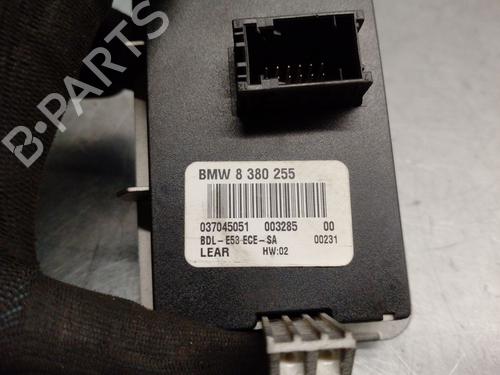 B-PARTS
BMW 8 380 255
037045051 003285 00
BDL-E53 ECE-SA 00231
LEAR HW:02